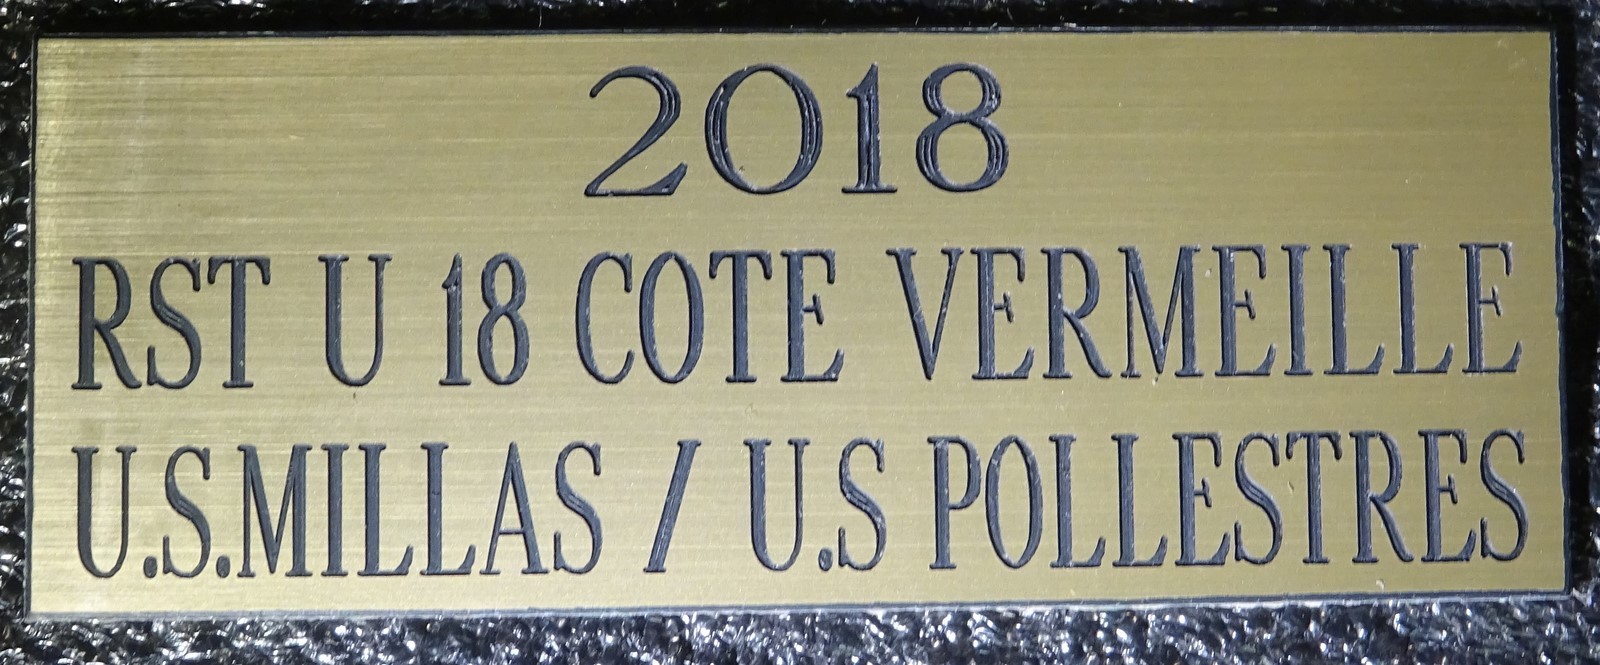 2018
RST U 18 COTE VERMEILLE
U.S.MILLAS / U.S POLLESTRES